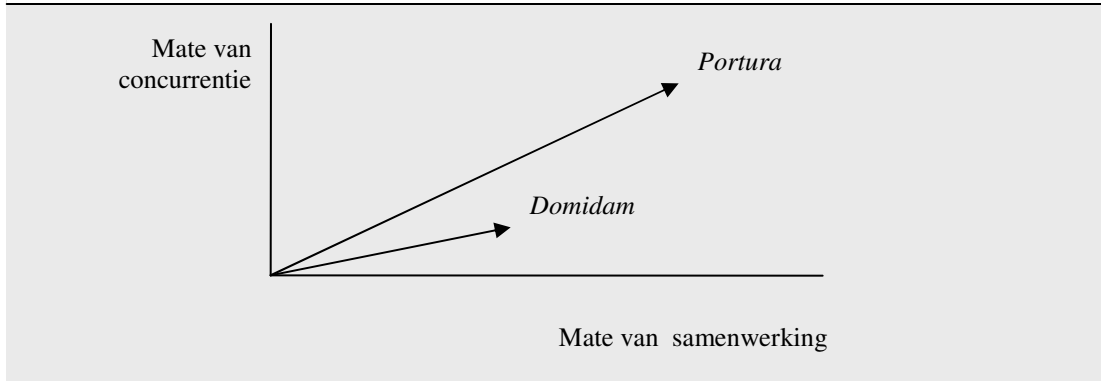 Mate van
concurrentie
Portura
Domidam
Mate van samenwerking